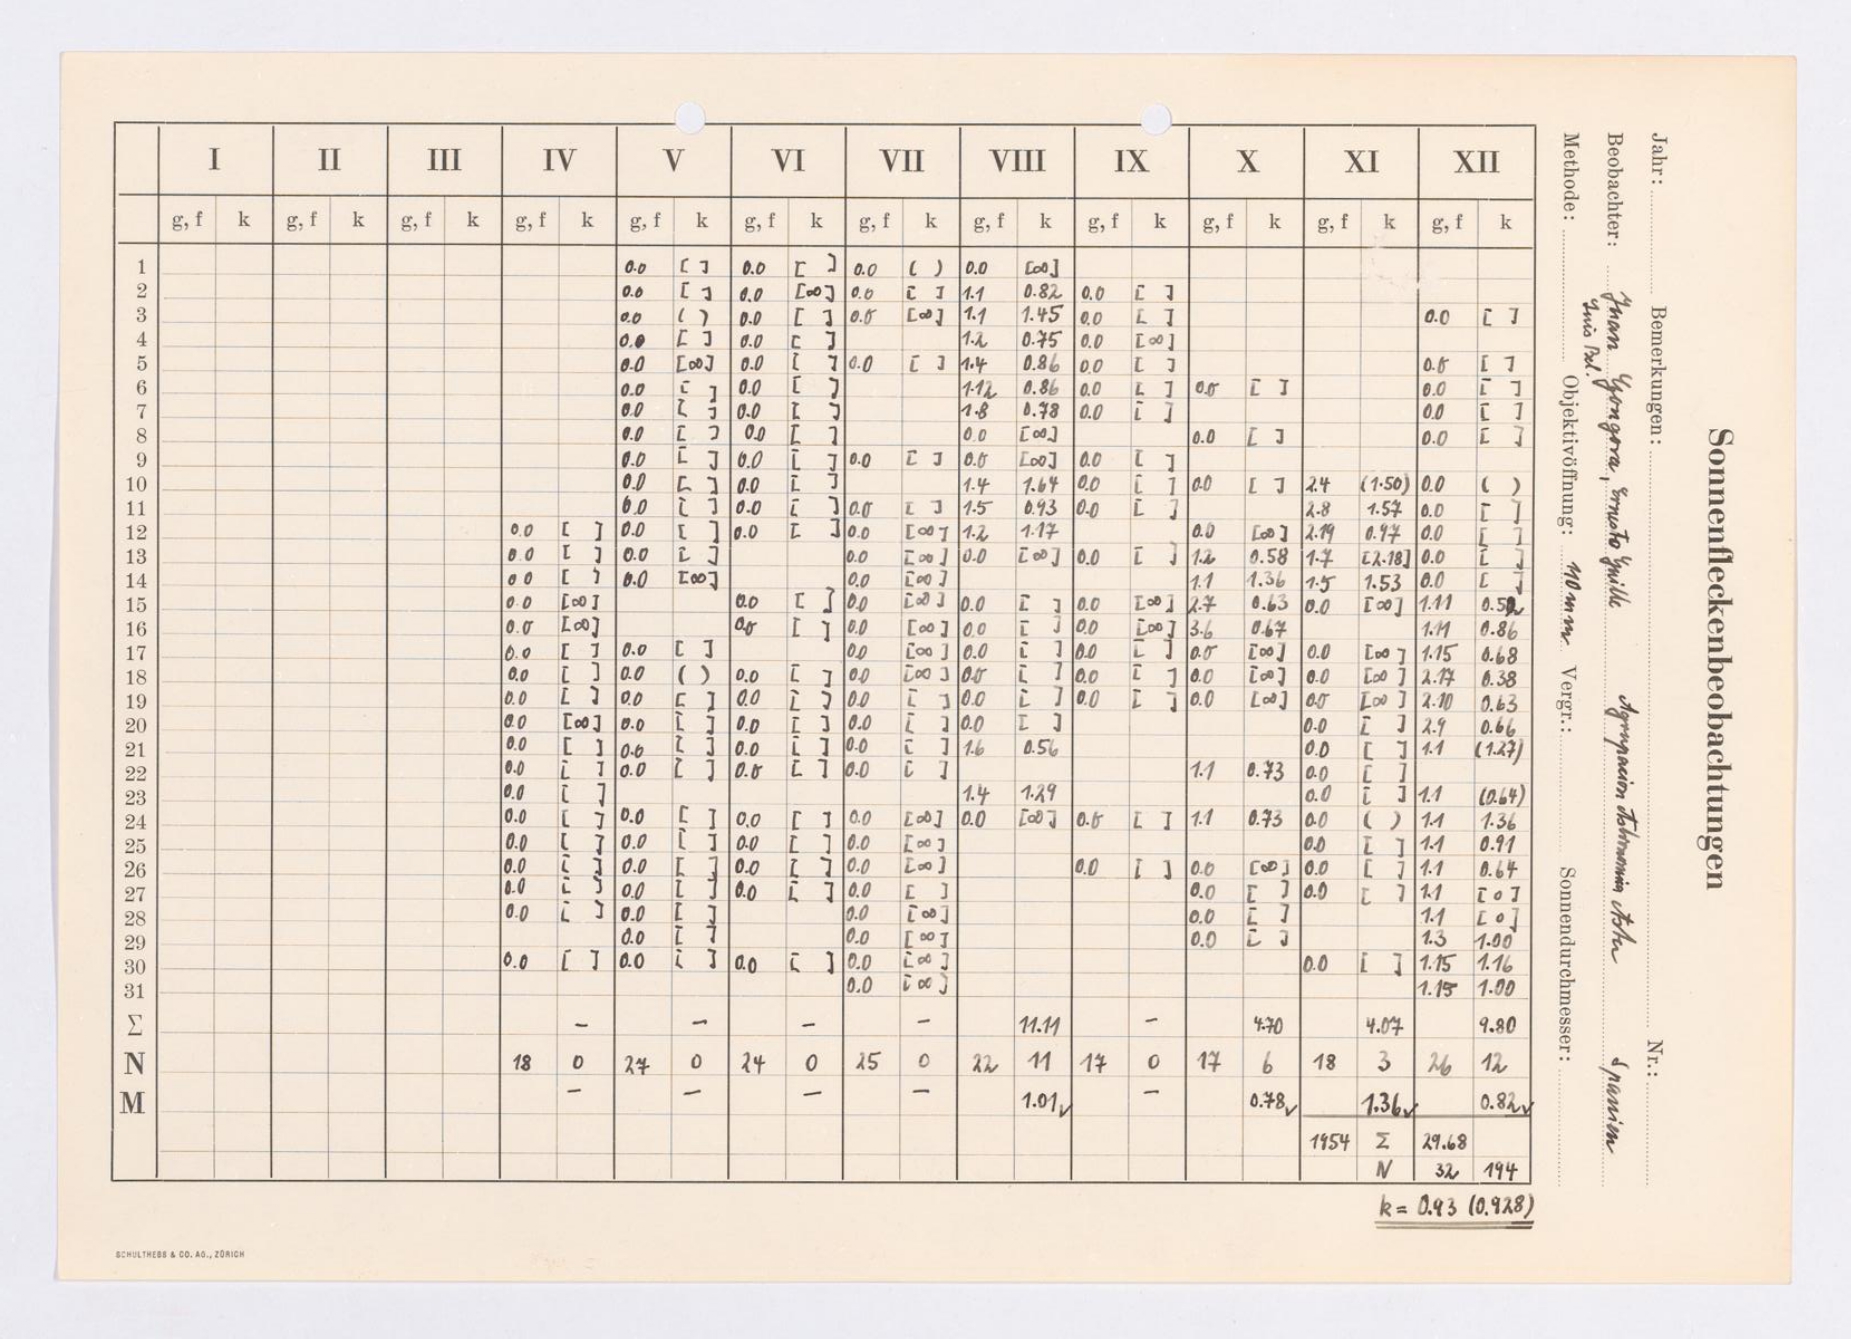 I II III IV V VI VII VIII IX X XI XII
g, f k g, f k g, f k g, f k g, f k g, f k g, f k g, f k g, f k g, f k g, f k g, f k
1 0.0 [ ] 0.0 [ ] 0.0 ( ) 0.0 [∞]
2 0.0 [ ] 0.0 [∞] 0.0 [ ] 1.1 0.82 0.0 [ ]
3 0.0 ( ) 0.0 [ ] 0.0 [∞] 1.1 1.45 0.0 [ ] 0.0 [ ]
4 0.0 [ ] 0.0 [ ] 1.2 0.75 0.0 [∞]
5 0.0 [∞] 0.0 [ ] 0.0 [ ] 1.4 0.86 0.0 [ ] 0.0 [ ]
6 0.0 [ ] 0.0 [ ] 1.12 0.86 0.0 [ ] 0.0 [ ] 0.0 [ ]
7 0.0 [ ] 0.0 [ ] 1.8 0.78 0.0 [ ] 0.0 [ ]
8 0.0 [ ] 0.0 [ ] 0.0 [∞] 0.0 [ ] 0.0 [ ]
9 0.0 [ ] 0.0 [ ] 0.0 [ ] 0.0 [∞] 0.0 [ ]
10 0.0 [ ] 0.0 [ ] 1.4 1.64 0.0 [ ] 0.0 [ ] 2.4 (1.50) 0.0 ( )
11 0.0 [ ] 0.0 [ ] 0.0 [ ] 1.5 0.93 0.0 [ ] 2.8 1.57 0.0 [ ]
12 0.0 [ ] 0.0 [ ] 0.0 [ ] 0.0 [∞] 1.2 1.17 0.0 [∞] 2.19 0.97 0.0 [ ]
13 0.0 [ ] 0.0 [ ] 0.0 [∞] 0.0 [∞] 0.0 [ ] 1.2 0.58 1.7 [2.18] 0.0 [ ]
14 0.0 [ ] 0.0 [∞] 0.0 [∞] 1.1 1.36 1.5 1.53 0.0 [ ]
15 0.0 [∞] 0.0 [ ] 0.0 [∞] 0.0 [ ] 0.0 [∞] 2.7 0.63 0.0 [∞] 1.11
16 0.0 [∞] 0.0 [ ] 0.0 [∞] 0.0 [ ] 0.0 [∞] 3.6 0.67 1.11 0.86
17 0.0 [ ] 0.0 [ ] 0.0 [∞] 0.0 [ ] 0.0 [ ] 0.0 [∞] 0.0 [∞] 1.15 0.68
18 0.0 [ ] 0.0 ( ) 0.0 [ ] 0.0 [∞] 0.0 [ ] 0.0 [ ] 0.0 [∞] 0.0 [∞] 2.17 0.38
19 0.0 [ ] 0.0 [ ] 0.0 [ ] 0.0 [ ] 0.0 [ ] 0.0 [ ] 0.0 [∞] 0.0 [∞] 2.10 0.63
20 0.0 [∞] 0.0 [ ] 0.0 [ ] 0.0 [ ] 0.0 [ ] 0.0 [ ] 2.9 0.66
21 0.0 [ ] 0.0 [ ] 0.0 [ ] 0.0 [ ] 1.6 0.56 0.0 [ ] 1.1 (1.27)
22 0.0 [ ] 0.0 [ ] 0.0 [ ] 0.0 [ ] 1.1 0.73 0.0 [ ]
23 0.0 [ ] 1.4 1.29 0.0 [ ] 1.1 (0.64)
24 0.0 [ ] 0.0 [ ] 0.0 [ ] 0.0 [∞] 0.0 [∞] 0.0 [ ] 1.1 0.73 0.0 ( ) 1.1 1.36
25 0.0 [ ] 0.0 [ ] 0.0 [ ] 0.0 [∞] 0.0 [ ] 1.1 0.91
26 0.0 [ ] 0.0 [ ] 0.0 [ ] 0.0 [∞] 0.0 [ ] 0.0 [∞] 0.0 [ ] 1.1 0.64
27 0.0 [ ] 0.0 [ ] 0.0 [ ] 0.0 [ ] 0.0 [ ] 0.0 [ ] 1.1 [0]
28 0.0 [ ] 0.0 [ ] 0.0 [∞] 0.0 [ ] 1.1 [0]
29 0.0 [ ] 0.0 [∞] 0.0 [ ] 1.3 1.00
30 0.0 [ ] 0.0 [ ] 0.0 [ ] 0.0 [∞] 0.0 [ ] 1.15 1.16
31 0.0 [∞] 1.15 1.00
Σ – – – – 11.11 – 4.70 4.07 9.80
N 18 0 27 0 24 0 25 0 22 11 17 0 17 6 18 3 26 12
M – – – – 1.01✓ – 0.78✓ 1.36✓ 0.82✓
1954 Σ 29.68
N 32 194
k = 0.93 (0.928)
SCHULTHESS & CO. AG., ZÜRICH
Sonnenfleckenbeobachtungen
Jahr: Bemerkungen: Nr.:
Beobachter: Juan Gongora, Ernesto Guille Agrupacion Astronomica Aster Spanien
Luis
Methode: Objektivöffnung: 110 mm Vergr.: Sonnendurchmesser: